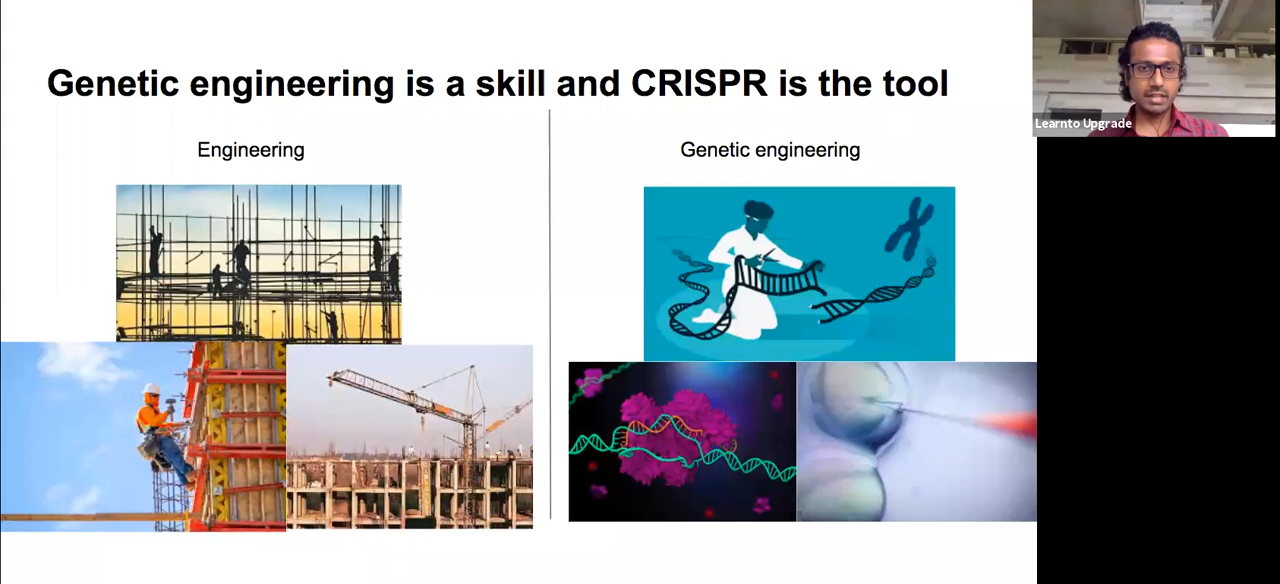 Genetic engineering is a skill and CRISPR is the tool
Engineering
Genetic engineering
Learnto Upgrade